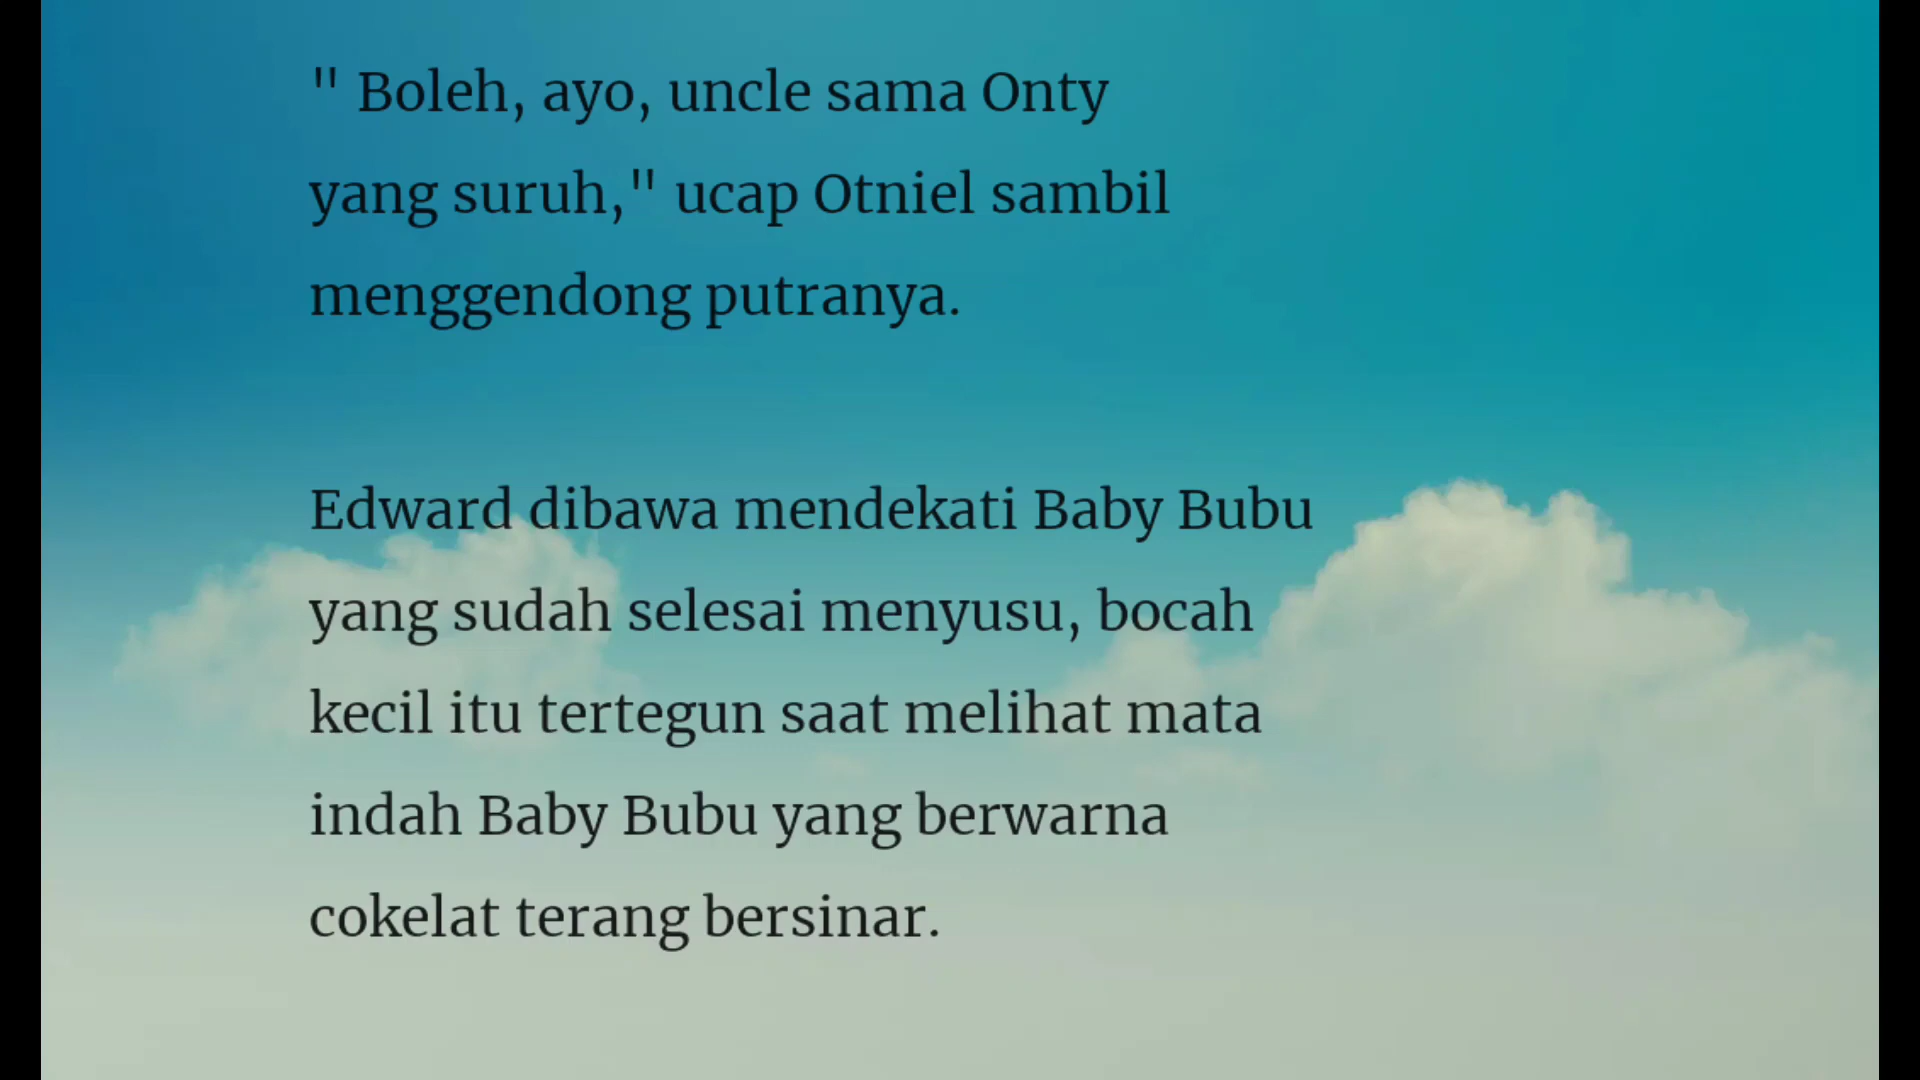 " Boleh, ayo, uncle sama Onty
yang suruh," ucap Otniel sambil
menggendong putranya.
Edward dibawa mendekati Baby Bubu
yang sudah selesai menyusu, bocah
kecil itu tertegun saat melihat mata
indah Baby Bubu yang berwarna
cokelat terang bersinar.